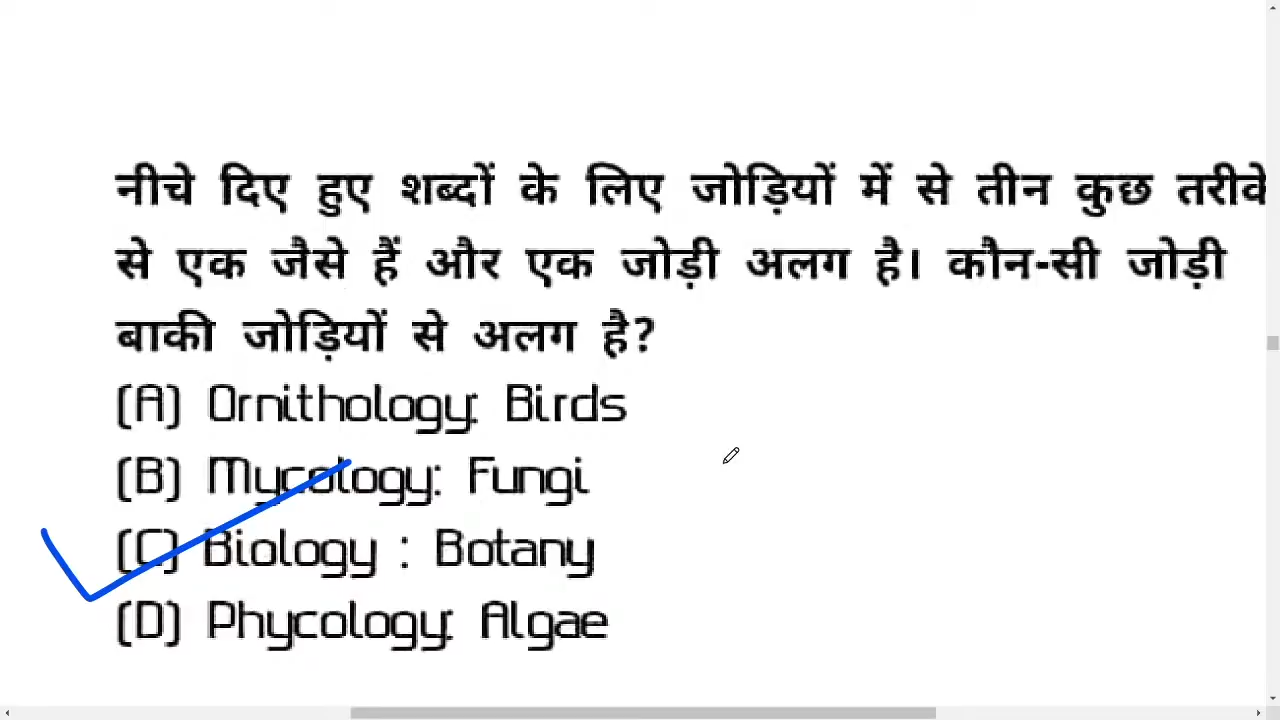 नीचे दिए हुए शब्दों के लिए जोड़ियों में से तीन कुछ तरीके
से एक जैसे हैं और एक जोड़ी अलग है। कौन-सी जोड़ी
बाकी जोड़ियों से अलग है?
(A) Ornithology: Birds
(B) Mycology: Fungi
(C) Biology : Botany
(D) Phycology: Algae